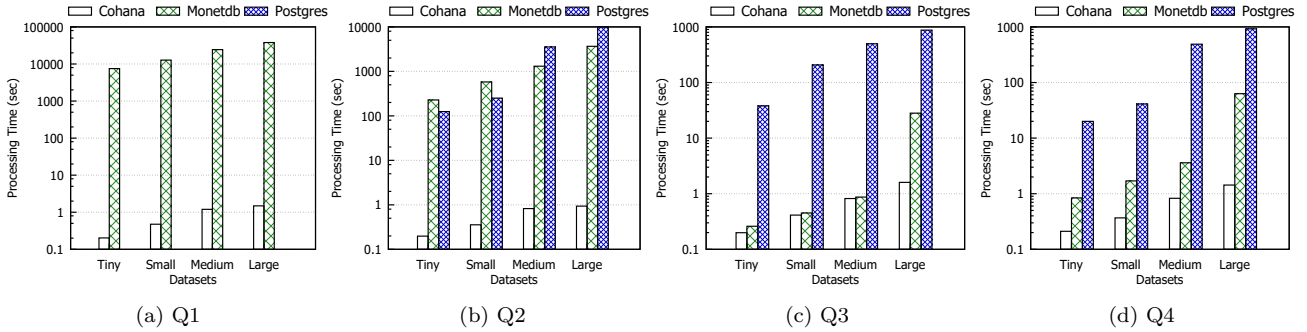 Cohana Monetdb Postgres
Processing Time (sec)
100000
10000
1000
100
10
1
0.1
Tiny Small Medium Large
Datasets
(a) Q1
Cohana Monetdb Postgres
Processing Time (sec)
10000
1000
100
10
1
0.1
Tiny Small Medium Large
Datasets
(b) Q2
Cohana Monetdb Postgres
Processing Time (sec)
1000
100
10
1
0.1
Tiny Small Medium Large
Datasets
(c) Q3
Cohana Monetdb Postgres
Processing Time (sec)
1000
100
10
1
0.1
Tiny Small Medium Large
Datasets
(d) Q4